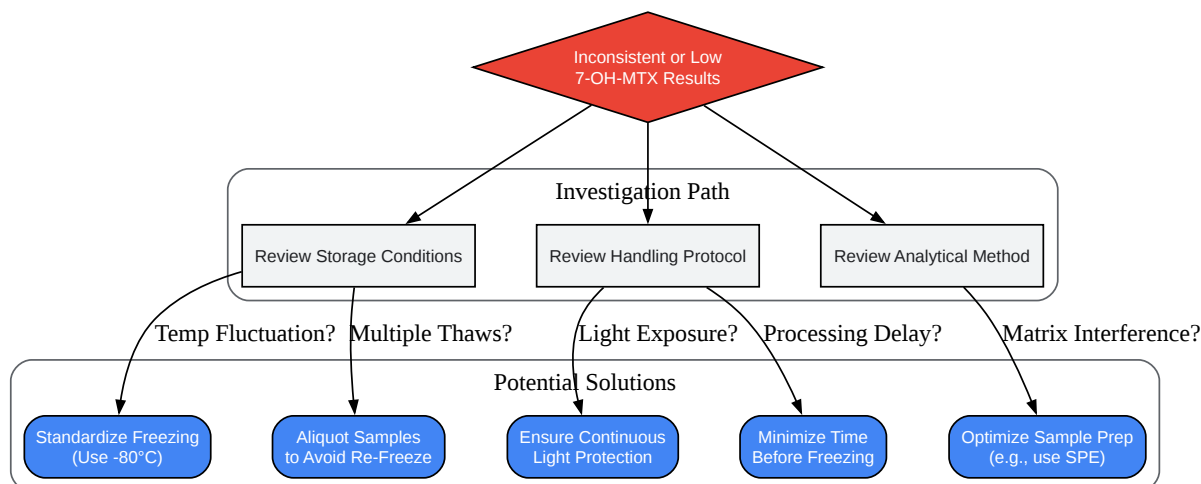 Inconsistent or Low
7-OH-MTX Results
Investigation Path
Review Storage Conditions
Review Handling Protocol
Review Analytical Method
Temp Fluctuation?
Multiple Thaws?
Light Exposure?
Processing Delay?
Matrix Interference?
Potential Solutions
Standardize Freezing
(Use -80°C)
Aliquot Samples
to Avoid Re-Freeze
Ensure Continuous
Light Protection
Minimize Time
Before Freezing
Optimize Sample Prep
(e.g., use SPE)